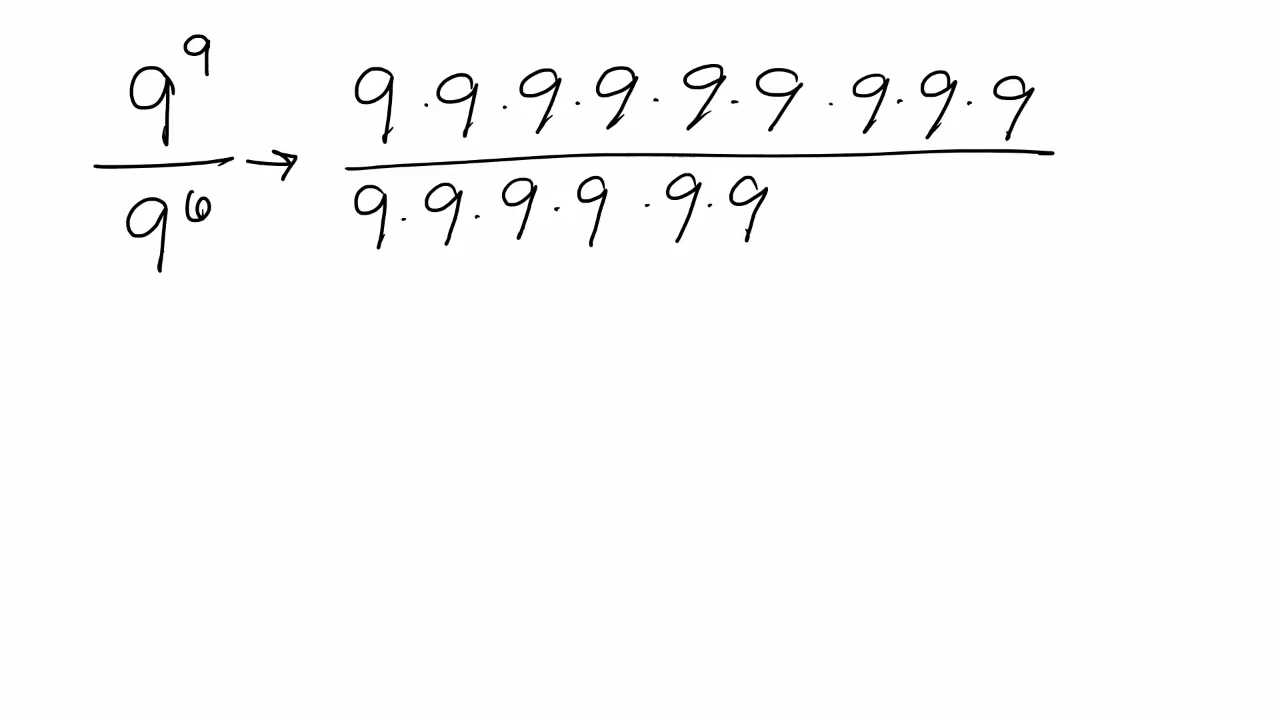 9^9 / 9^6 → 9 · 9 · 9 · 9 · 9 · 9 · 9 · 9 · 9 / 9 · 9 · 9 · 9 · 9 · 9